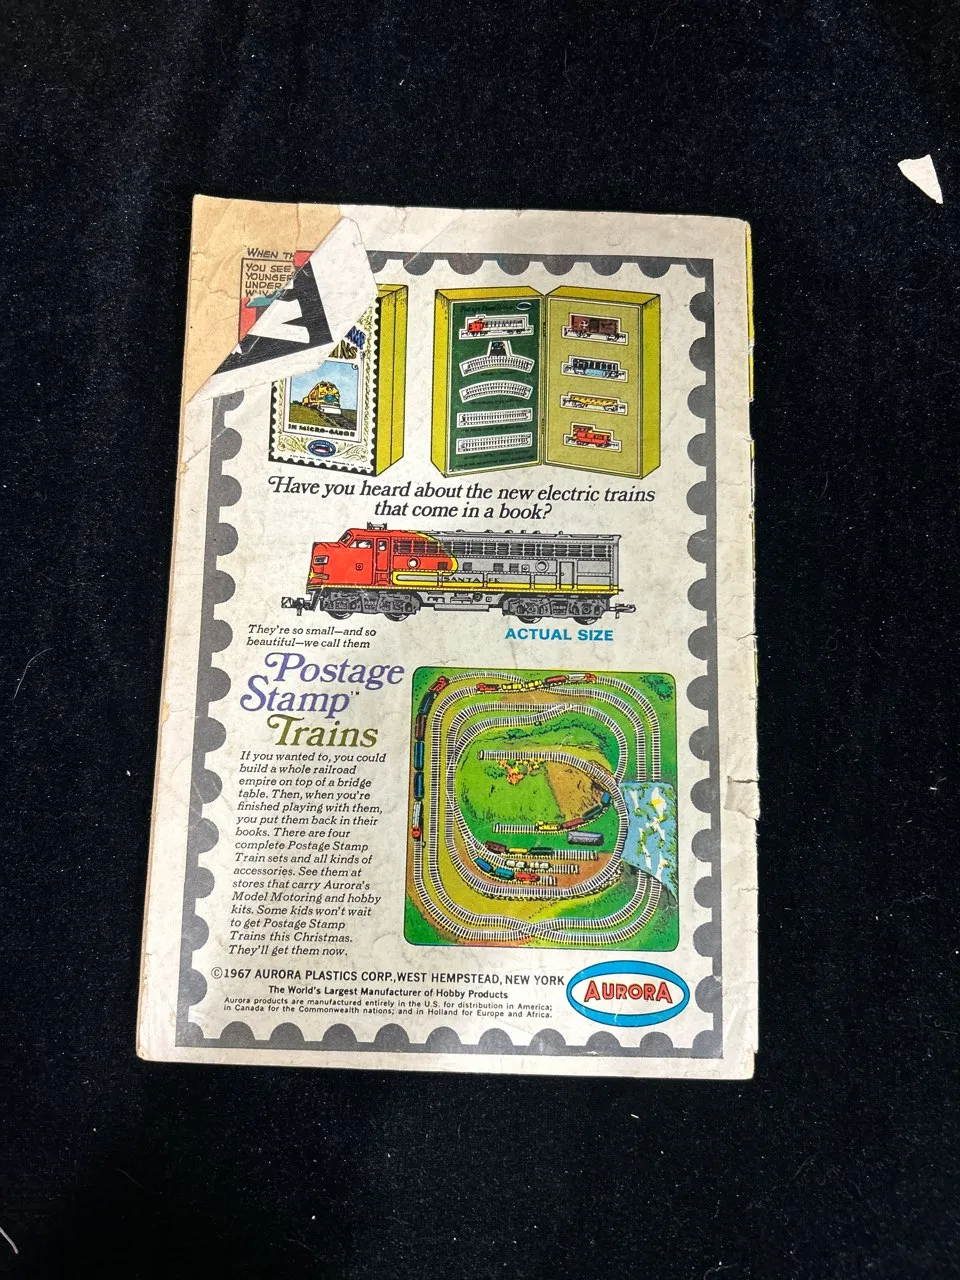 WHEN TH
YOU SEE
YOUNGER
UNDER
IN MICRO-GAUGE
Have you heard about the new electric trains
that come in a book?
SANTA FE
They're so small—and so
beautiful—we call them
ACTUAL SIZE
Postage
Stamp™
Trains
If you wanted to, you could
build a whole railroad
empire on top of a bridge
table. Then, when you're
finished playing with them,
you put them back in their
books. There are four
complete Postage Stamp
Train sets and all kinds of
accessories. See them at
stores that carry Aurora's
Model Motoring and hobby
kits. Some kids won't wait
to get Postage Stamp
Trains this Christmas.
They'll get them now.
©1967 AURORA PLASTICS CORP., WEST HEMPSTEAD, NEW YORK
The World's Largest Manufacturer of Hobby Products
Aurora products are manufactured entirely in the U.S. for distribution in America;
in Canada for the Commonwealth nations; and in Holland for Europe and Africa.
AURORA